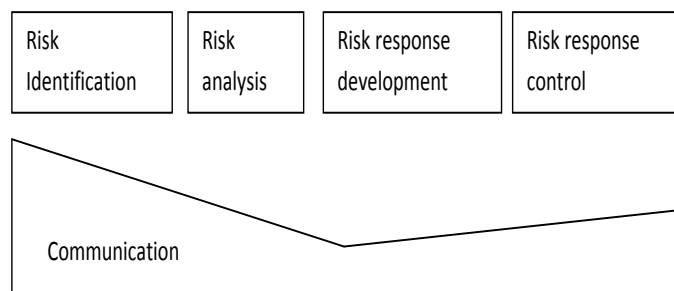 Risk
Identification
Risk
analysis
Risk response
development
Risk response
control
Communication